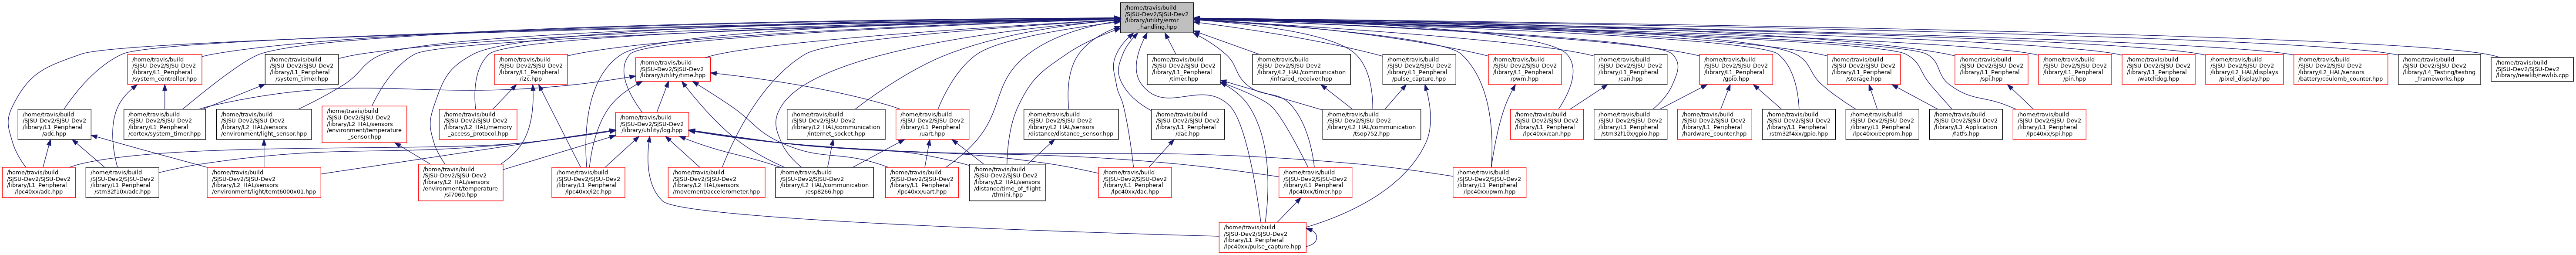 /home/travis/build
/SJSU-Dev2/SJSU-Dev2
/library/utility/error
_handling.hpp
/home/travis/build
/SJSU-Dev2/SJSU-Dev2
/library/L1_Peripheral
/system_controller.hpp
/home/travis/build
/SJSU-Dev2/SJSU-Dev2
/library/L1_Peripheral
/system_timer.hpp
/home/travis/build
/SJSU-Dev2/SJSU-Dev2
/library/L1_Peripheral
/i2c.hpp
/home/travis/build
/SJSU-Dev2/SJSU-Dev2
/library/utility/time.hpp
/home/travis/build
/SJSU-Dev2/SJSU-Dev2
/library/L1_Peripheral
/timer.hpp
/home/travis/build
/SJSU-Dev2/SJSU-Dev2
/library/L2_HAL/communication
/infrared_receiver.hpp
/home/travis/build
/SJSU-Dev2/SJSU-Dev2
/library/L1_Peripheral
/pulse_capture.hpp
/home/travis/build
/SJSU-Dev2/SJSU-Dev2
/library/L1_Peripheral
/pwm.hpp
/home/travis/build
/SJSU-Dev2/SJSU-Dev2
/library/L1_Peripheral
/can.hpp
/home/travis/build
/SJSU-Dev2/SJSU-Dev2
/library/L1_Peripheral
/gpio.hpp
/home/travis/build
/SJSU-Dev2/SJSU-Dev2
/library/L1_Peripheral
/storage.hpp
/home/travis/build
/SJSU-Dev2/SJSU-Dev2
/library/L1_Peripheral
/spi.hpp
/home/travis/build
/SJSU-Dev2/SJSU-Dev2
/library/L1_Peripheral
/pin.hpp
/home/travis/build
/SJSU-Dev2/SJSU-Dev2
/library/L1_Peripheral
/watchdog.hpp
/home/travis/build
/SJSU-Dev2/SJSU-Dev2
/library/L2_HAL/displays
/pixel_display.hpp
/home/travis/build
/SJSU-Dev2/SJSU-Dev2
/library/L2_HAL/sensors
/battery/coulomb_counter.hpp
/home/travis/build
/SJSU-Dev2/SJSU-Dev2
/library/L4_Testing/testing
_frameworks.hpp
/home/travis/build
/SJSU-Dev2/SJSU-Dev2
/library/newlib/newlib.cpp
/home/travis/build
/SJSU-Dev2/SJSU-Dev2
/library/L1_Peripheral
/adc.hpp
/home/travis/build
/SJSU-Dev2/SJSU-Dev2
/library/L1_Peripheral
/cortex/system_timer.hpp
/home/travis/build
/SJSU-Dev2/SJSU-Dev2
/library/L2_HAL/sensors
/environment/light_sensor.hpp
/home/travis/build
/SJSU-Dev2/SJSU-Dev2
/library/L2_HAL/sensors
/environment/temperature
_sensor.hpp
/home/travis/build
/SJSU-Dev2/SJSU-Dev2
/library/L2_HAL/memory
_access_protocol.hpp
/home/travis/build
/SJSU-Dev2/SJSU-Dev2
/library/utility/log.hpp
/home/travis/build
/SJSU-Dev2/SJSU-Dev2
/library/L2_HAL/communication
/internet_socket.hpp
/home/travis/build
/SJSU-Dev2/SJSU-Dev2
/library/L1_Peripheral
/uart.hpp
/home/travis/build
/SJSU-Dev2/SJSU-Dev2
/library/L2_HAL/sensors
/distance/distance_sensor.hpp
/home/travis/build
/SJSU-Dev2/SJSU-Dev2
/library/L1_Peripheral
/dac.hpp
/home/travis/build
/SJSU-Dev2/SJSU-Dev2
/library/L2_HAL/communication
/tsop752.hpp
/home/travis/build
/SJSU-Dev2/SJSU-Dev2
/library/L1_Peripheral
/lpc40xx/can.hpp
/home/travis/build
/SJSU-Dev2/SJSU-Dev2
/library/L1_Peripheral
/stm32f10x/gpio.hpp
/home/travis/build
/SJSU-Dev2/SJSU-Dev2
/library/L1_Peripheral
/hardware_counter.hpp
/home/travis/build
/SJSU-Dev2/SJSU-Dev2
/library/L1_Peripheral
/stm32f4xx/gpio.hpp
/home/travis/build
/SJSU-Dev2/SJSU-Dev2
/library/L1_Peripheral
/lpc40xx/eeprom.hpp
/home/travis/build
/SJSU-Dev2/SJSU-Dev2
/library/L3_Application
/fatfs.hpp
/home/travis/build
/SJSU-Dev2/SJSU-Dev2
/library/L1_Peripheral
/lpc40xx/spi.hpp
/home/travis/build
/SJSU-Dev2/SJSU-Dev2
/library/L1_Peripheral
/lpc40xx/adc.hpp
/home/travis/build
/SJSU-Dev2/SJSU-Dev2
/library/L1_Peripheral
/stm32f10x/adc.hpp
/home/travis/build
/SJSU-Dev2/SJSU-Dev2
/library/L2_HAL/sensors
/environment/light/temt6000x01.hpp
/home/travis/build
/SJSU-Dev2/SJSU-Dev2
/library/L2_HAL/sensors
/environment/temperature
/si7060.hpp
/home/travis/build
/SJSU-Dev2/SJSU-Dev2
/library/L1_Peripheral
/lpc40xx/i2c.hpp
/home/travis/build
/SJSU-Dev2/SJSU-Dev2
/library/L2_HAL/sensors
/movement/accelerometer.hpp
/home/travis/build
/SJSU-Dev2/SJSU-Dev2
/library/L2_HAL/communication
/esp8266.hpp
/home/travis/build
/SJSU-Dev2/SJSU-Dev2
/library/L1_Peripheral
/lpc40xx/uart.hpp
/home/travis/build
/SJSU-Dev2/SJSU-Dev2
/library/L2_HAL/sensors
/distance/time_of_flight
/tfmini.hpp
/home/travis/build
/SJSU-Dev2/SJSU-Dev2
/library/L1_Peripheral
/lpc40xx/dac.hpp
/home/travis/build
/SJSU-Dev2/SJSU-Dev2
/library/L1_Peripheral
/lpc40xx/timer.hpp
/home/travis/build
/SJSU-Dev2/SJSU-Dev2
/library/L1_Peripheral
/lpc40xx/pwm.hpp
/home/travis/build
/SJSU-Dev2/SJSU-Dev2
/library/L1_Peripheral
/lpc40xx/pulse_capture.hpp